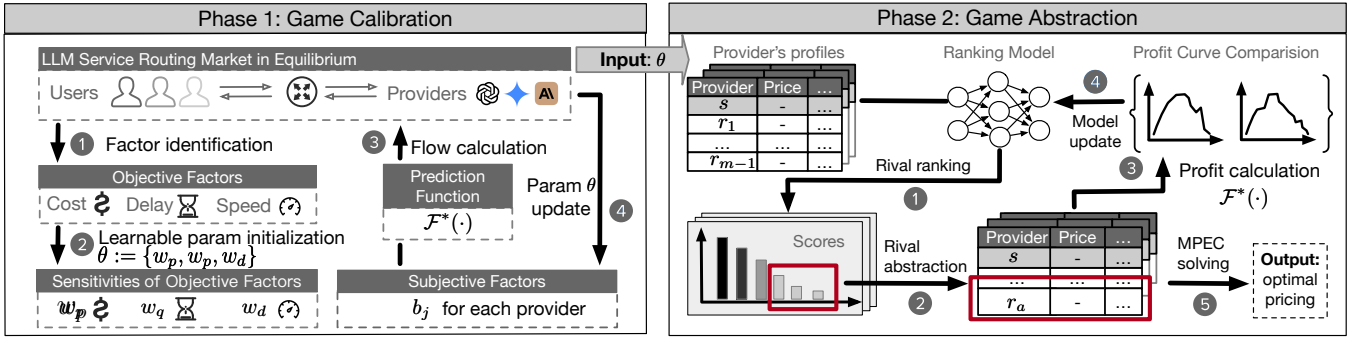 Phase 1: Game Calibration
LLM Service Routing Market in Equilibrium
Users
Providers
1
Factor identification
3
Flow calculation
Objective Factors
Cost
Delay
Speed
Prediction
Function
F*(·)
Param θ
update
4
2
Learnable param initialization
θ := {w_p, w_p, w_d}
Sensitivities of Objective Factors
w_p
w_q
w_d
Subjective Factors
b_j for each provider
Input: θ
Phase 2: Game Abstraction
Provider's profiles
Provider Price ...
s - ...
r_1 - ...
... ... ...
r_{m−1} - ...
Ranking Model
Profit Curve Comparision
4
Model
update
Rival ranking
1
3
Profit calculation
F*(·)
Scores
Rival
abstraction
2
Provider Price ...
s - ...
... ... ...
r_a - ...
MPEC
solving
5
Output:
optimal
pricing